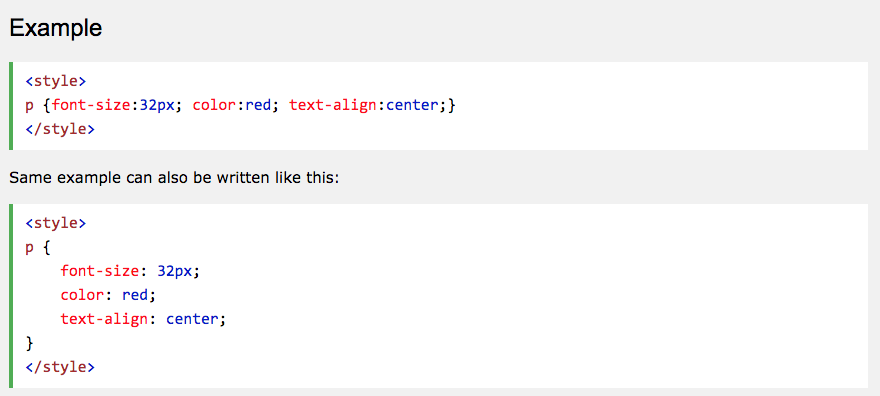 Example
<style>
p {font-size:32px; color:red; text-align:center;}
</style>
Same example can also be written like this:
<style>
p {
    font-size: 32px;
    color: red;
    text-align: center;
}
</style>